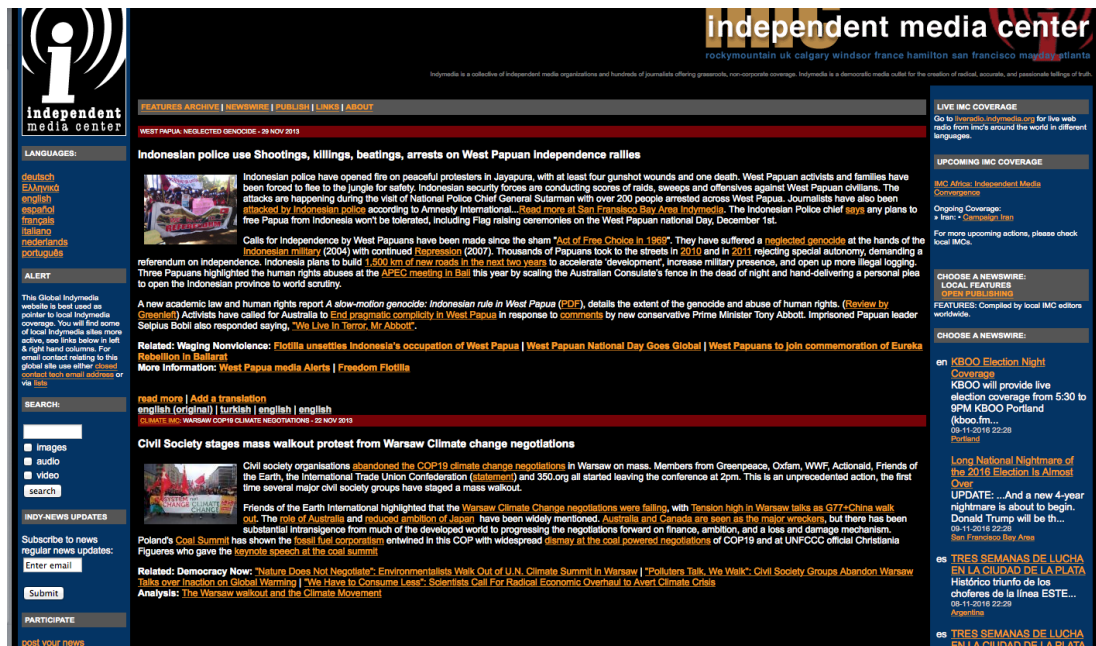 independent media center
rockymountain uk calgary windsor france hamilton san francisco mayday atlanta
Indymedia is a collective of independent media organizations and hundreds of journalists offering grassroots, non-corporate coverage. Indymedia is a democratic media outlet for the creation of radical, accurate, and passionate tellings of truth.
independent
media center
LANGUAGES:
deutsch
Ελληνικά
english
español
français
italiano
nederlands
português
ALERT
This Global Indymedia
website is best used as
pointer to local Indymedia
coverage. You will find some
of local Indymedia sites more
active, see links below in left
& right hand columns. For
email contact relating to this
global site use either closed
contact tech email address or
via lists
SEARCH:
images
audio
video
search
INDY-NEWS UPDATES
Subscribe to news
regular news updates:
Enter email
Submit
PARTICIPATE
post your news
FEATURES ARCHIVE | NEWSWIRE | PUBLISH | LINKS | ABOUT
WEST PAPUA: NEGLECTED GENOCIDE - 29 NOV 2013
Indonesian police use Shootings, killings, beatings, arrests on West Papuan independence rallies
Indonesian police have opened fire on peaceful protesters in Jayapura, with at least four gunshot wounds and one death. West Papuan activists and families have
been forced to flee to the jungle for safety. Indonesian security forces are conducting scores of raids, sweeps and offensives against West Papuan civilians. The
attacks are happening during the visit of National Police Chief General Sutarman with over 200 people arrested across West Papua. Journalists have also been
attacked by Indonesian police according to Amnesty International...Read more at San Fransisco Bay Area Indymedia. The Indonesian Police chief says any plans to
free Papua from Indonesia won't be tolerated, including Flag raising ceremonies on the West Papuan national Day, December 1st.
Calls for Independence by West Papuans have been made since the sham "Act of Free Choice in 1969". They have suffered a neglected genocide at the hands of the
Indonesian military (2004) with continued Repression (2007). Thousands of Papuans took to the streets in 2010 and in 2011 rejecting special autonomy, demanding a
referendum on independence. Indonesia plans to build 1,500 km of new roads in the next two years to accelerate 'development', increase military presence, and open up more illegal logging.
Three Papuans highlighted the human rights abuses at the APEC meeting in Bali this year by scaling the Australian Consulate's fence in the dead of night and hand-delivering a personal plea
to open the Indonesian province to world scrutiny.
A new academic law and human rights report A slow-motion genocide: Indonesian rule in West Papua (PDF), details the extent of the genocide and abuse of human rights. (Review by
Greenleft) Activists have called for Australia to End pragmatic complicity in West Papua in response to comments by new conservative Prime Minister Tony Abbott. Imprisoned Papuan leader
Selpius Bobii also responded saying, "We Live in Terror, Mr Abbott".
Related: Waging Nonviolence: Flotilla unsettles Indonesia's occupation of West Papua | West Papuan National Day Goes Global | West Papuans to join commemoration of Eureka
Rebellion in Ballarat
More Information: West Papua media Alerts | Freedom Flotilla
read more | Add a translation
english (original) | turkish | english | english
CLIMATE IMC: WARSAW COP19 CLIMATE NEGOTIATIONS - 22 NOV 2013
Civil Society stages mass walkout protest from Warsaw Climate change negotiations
Civil society organisations abandoned the COP19 climate change negotiations in Warsaw on mass. Members from Greenpeace, Oxfam, WWF, Actionaid, Friends of
the Earth, the International Trade Union Confederation (statement) and 350.org all started leaving the conference at 2pm. This is an unprecedented action, the first
time several major civil society groups have staged a mass walkout.
Friends of the Earth International highlighted that the Warsaw Climate Change negotiations were failing, with Tension high in Warsaw talks as G77+China walk
out. The role of Australia and reduced ambition of Japan have been widely mentioned. Australia and Canada are seen as the major wreckers, but there has been
substantial intransigence from much of the developed world to progressing the negotiations forward on finance, ambition, and a loss and damage mechanism.
Poland's Coal Summit has shown the fossil fuel corporatism entwined in this COP with widespread dismay at the coal powered negotiations of COP19 and at UNFCCC official Christiania
Figueres who gave the keynote speech at the coal summit
Related: Democracy Now: "Nature Does Not Negotiate": Environmentalists Walk Out of U.N. Climate Summit in Warsaw | "Polluters Talk, We Walk": Civil Society Groups Abandon Warsaw
Talks over Inaction on Global Warming | "We Have to Consume Less": Scientists Call For Radical Economic Overhaul to Avert Climate Crisis
Analysis: The Warsaw walkout and the Climate Movement
LIVE IMC COVERAGE
Go to liveradio.indymedia.org for live web
radio from imc's around the world in different
languages.
UPCOMING IMC COVERAGE
IMC Africa: Independent Media
Convergence
Ongoing Coverage:
» Iran: • Campaign Iran
For more upcoming actions, please check
local IMCs.
CHOOSE A NEWSWIRE:
LOCAL FEATURES
OPEN PUBLISHING
FEATURES: Compiled by local IMC editors
worldwide.
CHOOSE A NEWSWIRE:
en KBOO Election Night
Coverage
KBOO will provide live
election coverage from 5:30 to
9PM KBOO Portland
(kboo.fm...
09-11-2016 22:28
Portland
Long National Nightmare of
the 2016 Election Is Almost
Over
UPDATE: ...And a new 4-year
nightmare is about to begin.
Donald Trump will be th...
08-11-2016 22:28
San Francisco Bay Area
es TRES SEMANAS DE LUCHA
EN LA CIUDAD DE LA PLATA
Histórico triunfo de los
choferes de la línea ESTE...
08-11-2016 22:29
Argentina
es TRES SEMANAS DE LUCHA
EN LA CIUDAD DE LA PLATA